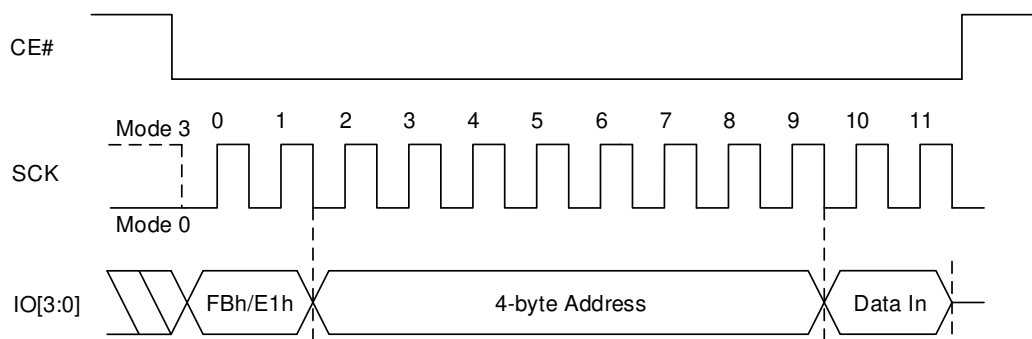 CE#
Mode 3 0 1 2 3 4 5 6 7 8 9 10 11
SCK
Mode 0
IO[3:0] FBh/E1h 4-byte Address Data In